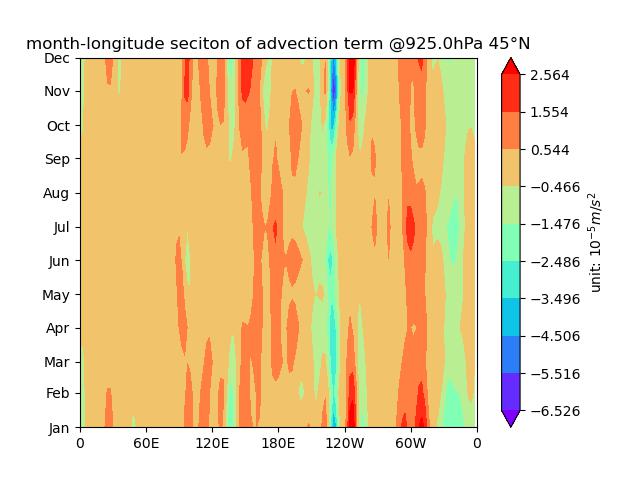 month-longitude seciton of advection term @925.0hPa 45°N
Dec
Nov
Oct
Sep
Aug
Jul
Jun
May
Apr
Mar
Feb
Jan
0 60E 120E 180E 120W 60W 0
2.564
1.554
0.544
−0.466
−1.476
−2.486
−3.496
−4.506
−5.516
−6.526
unit: 10⁻⁵m/s²